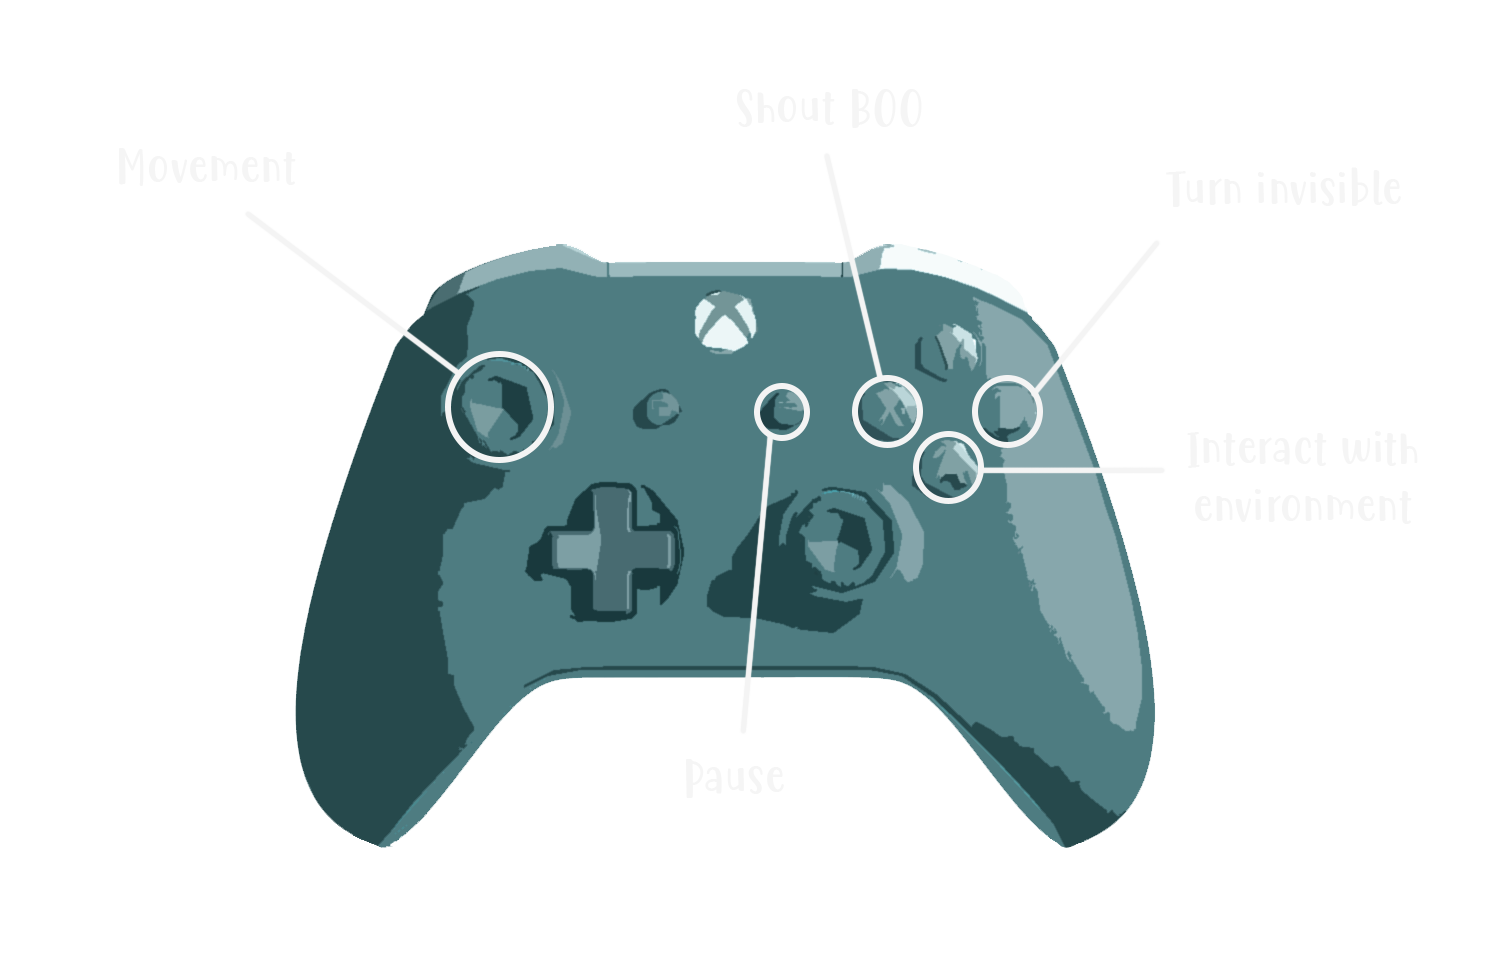 Shout BOO
Movement
Turn invisible
X
Interact with
environment
Pause